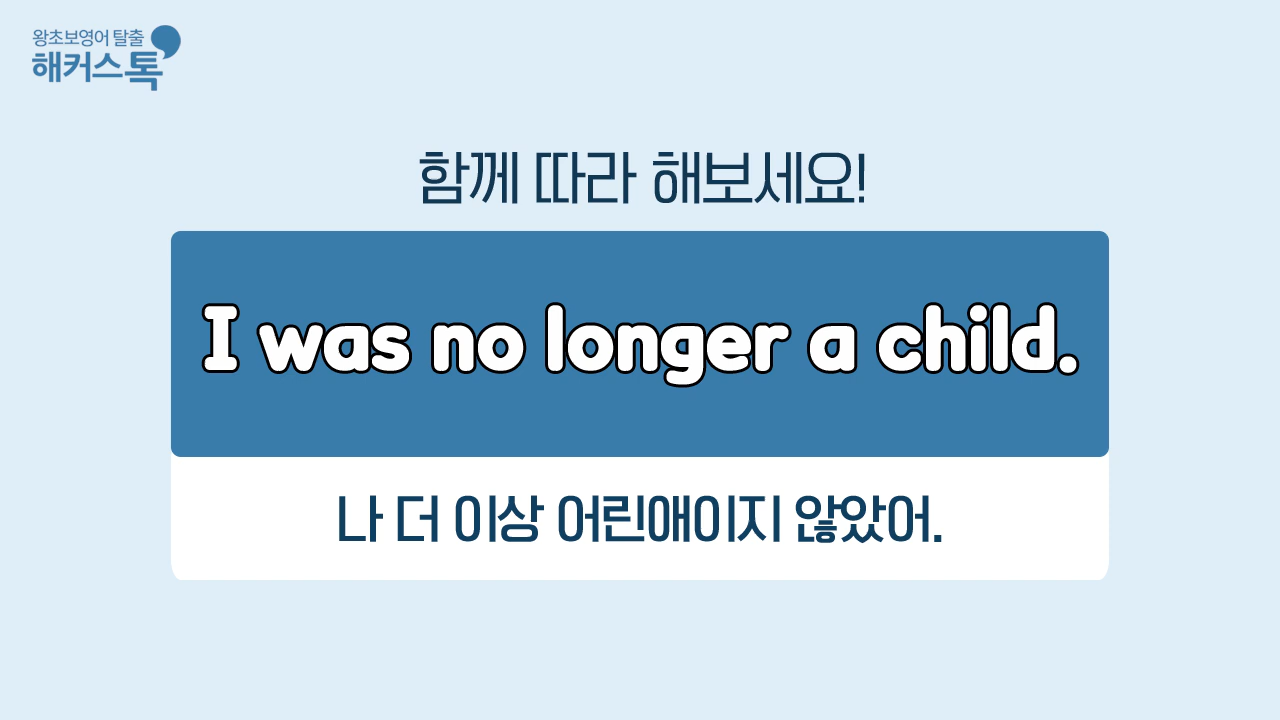 왕초보영어 탈출
해커스톡
함께 따라 해보세요!
I was no longer a child.
나 더 이상 어린애이지 않았어.